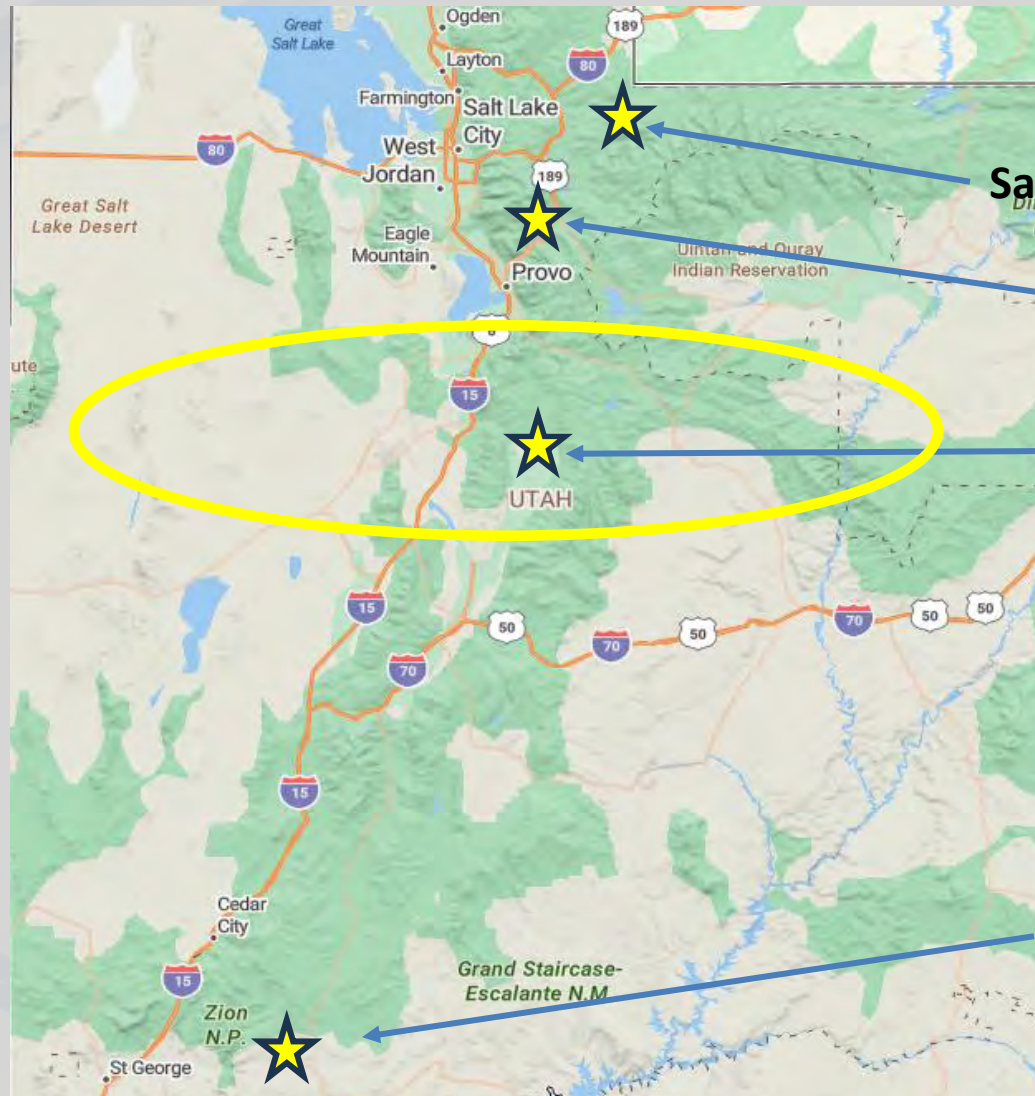 Ogden
Great
Salt Lake
189
80
Layton
Farmington
Salt Lake
City
West
Jordan
80
189
Sa
Great Salt
Lake Desert
Eagle
Mountain
Uintah and Ouray
Indian Reservation
Provo
6
ute
15
UTAH
15
50
70
50
70
50
50
70
15
Cedar
City
15
Grand Staircase-
Escalante N.M
Zion
N.P.
St George